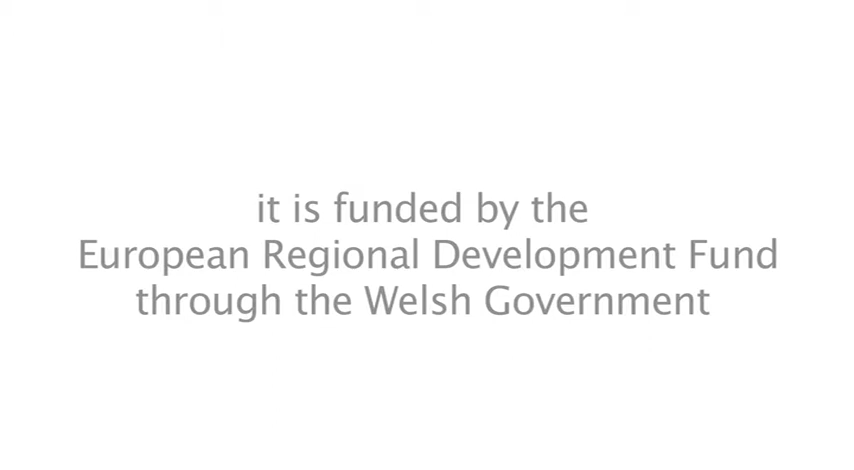 it is funded by the
European Regional Development Fund
through the Welsh Government